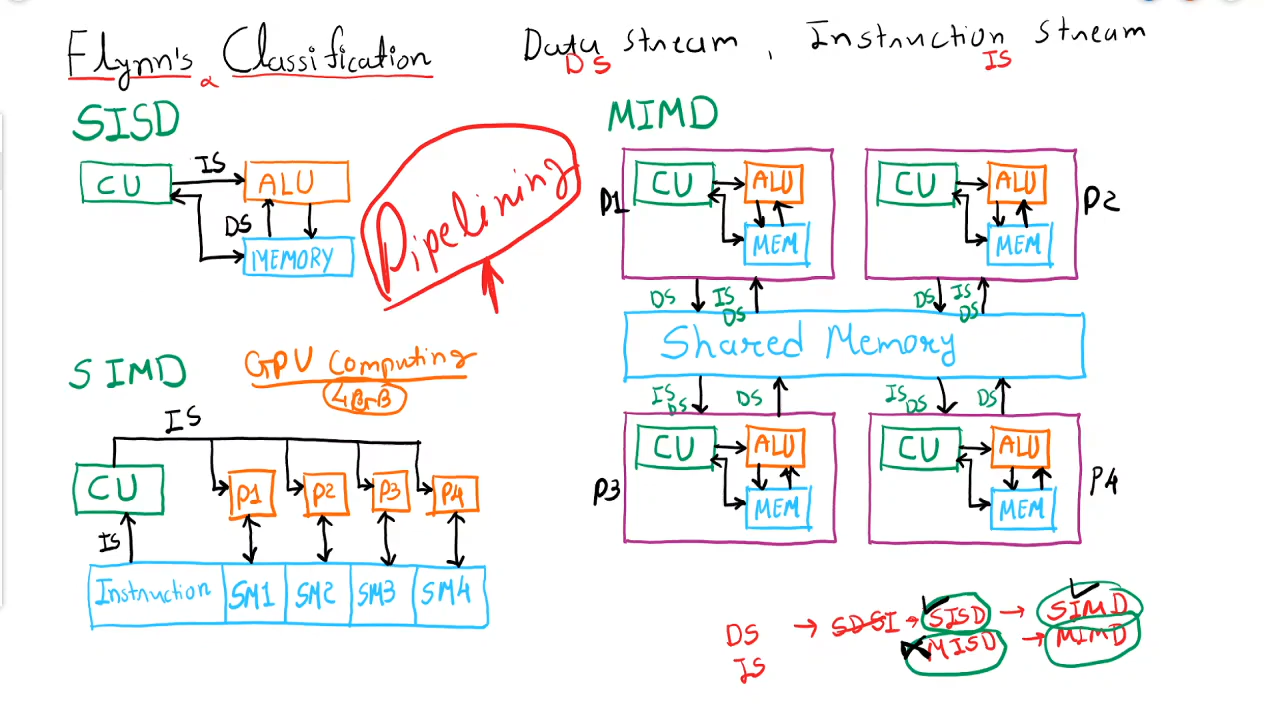 Flynn's Classification
Data stream , Instruction stream
α
DS
IS
SISD
CU
IS
ALU
DS
MEMORY
Pipelining
SIMD
GPU Computing
IS
CU
P1
P2
P3
P4
IS
Instruction
SM1
SM2
SM3
SM4
MIMD
P1
CU
ALU
MEM
CU
ALU
MEM
P2
DS
IS
DS
DS
IS
DS
Shared Memory
IS
DS
DS
IS
DS
DS
P3
CU
ALU
MEM
CU
ALU
MEM
P4
DS
IS
→ SDSI → SISD → SIMD
MISD → MIMD